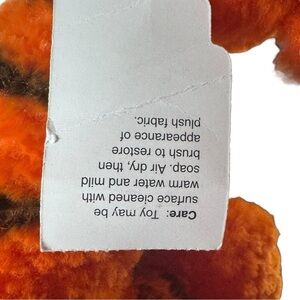 Care: Toy may be
surface cleaned with
warm water and mild
soap. Air dry, then
brush to restore
appearance of
plush fabric.